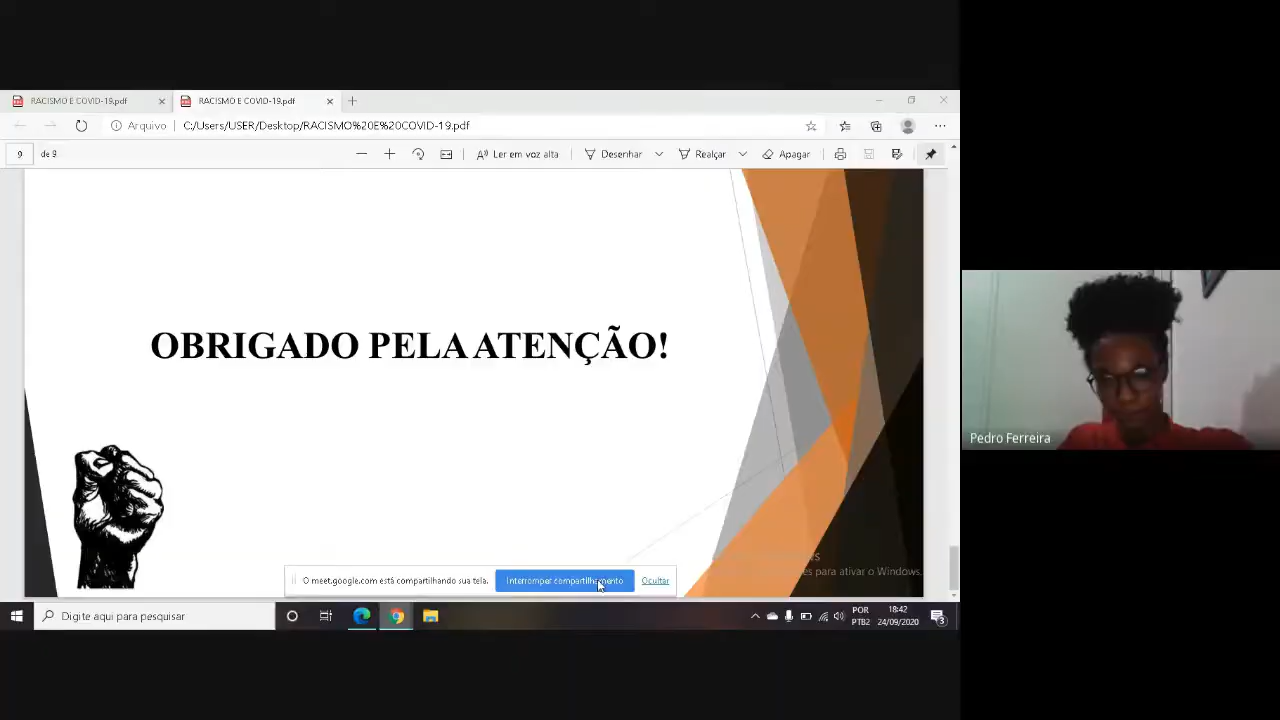 RACISMO E COVID-19.pdf
RACISMO E COVID-19.pdf
Arquivo
C:/Users/USER/Desktop/RACISMO%20E%20COVID-19.pdf
9
de 9
Ler em voz alta
Desenhar
Realçar
Apagar
OBRIGADO PELA ATENÇÃO!
Pedro Ferreira
para ativar o Windows.
O meet.google.com está compartilhando sua tela.
Interromper compartilhamento
Ocultar
Digite aqui para pesquisar
POR
PTB2
18:42
24/09/2020
3